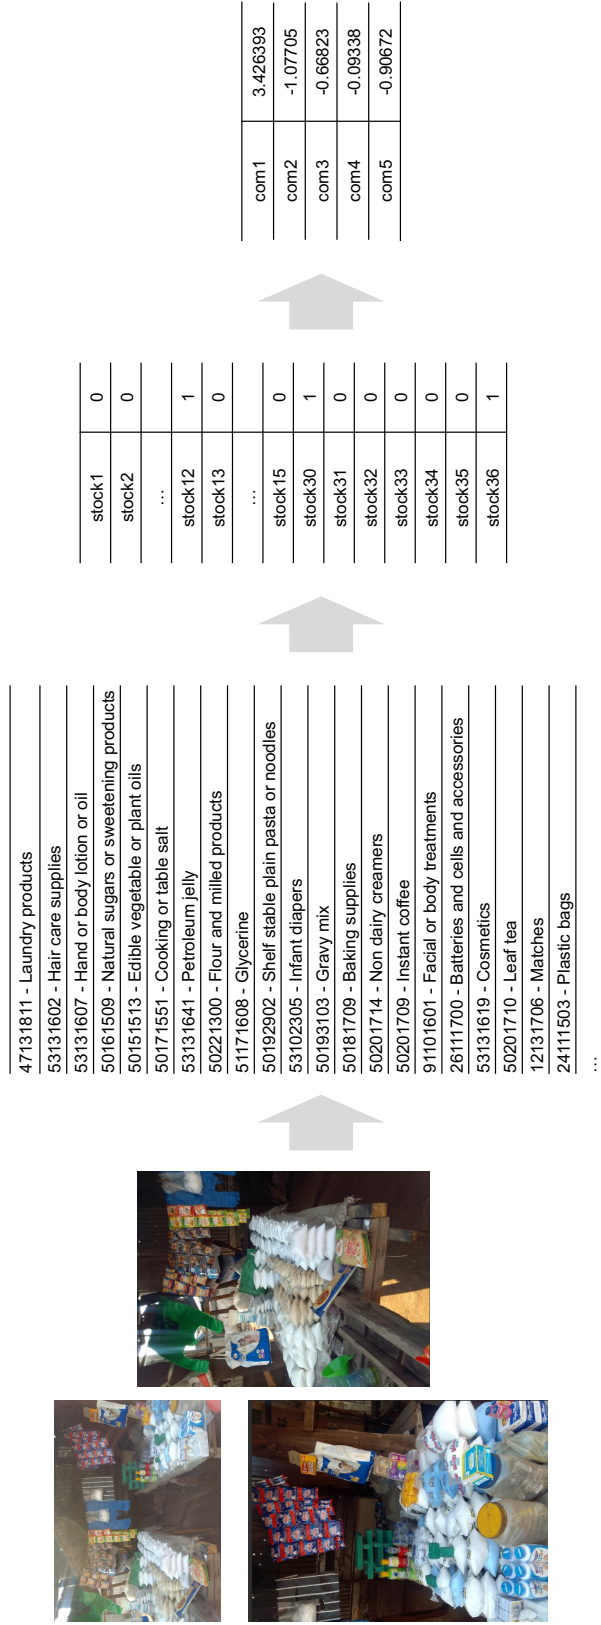 47131811 - Laundry products
53131602 - Hair care supplies
53131607 - Hand or body lotion or oil
50161509 - Natural sugars or sweetening products
50151513 - Edible vegetable or plant oils
50171551 - Cooking or table salt
53131641 - Petroleum jelly
50221300 - Flour and milled products
51171608 - Glycerine
50192902 - Shelf stable plain pasta or noodles
53102305 - Infant diapers
50193103 - Gravy mix
50181709 - Baking supplies
50201714 - Non dairy creamers
50201709 - Instant coffee
91101601 - Facial or body treatments
26111700 - Batteries and cells and accessories
53131619 - Cosmetics
50201710 - Leaf tea
12131706 - Matches
24111503 - Plastic bags
...
stock1 0
stock2 0
...
stock12 1
stock13 0
...
stock15 0
stock30 1
stock31 0
stock32 0
stock33 0
stock34 0
stock35 0
stock36 1
com1 3.426393
com2 -1.07705
com3 -0.66823
com4 -0.09338
com5 -0.90672